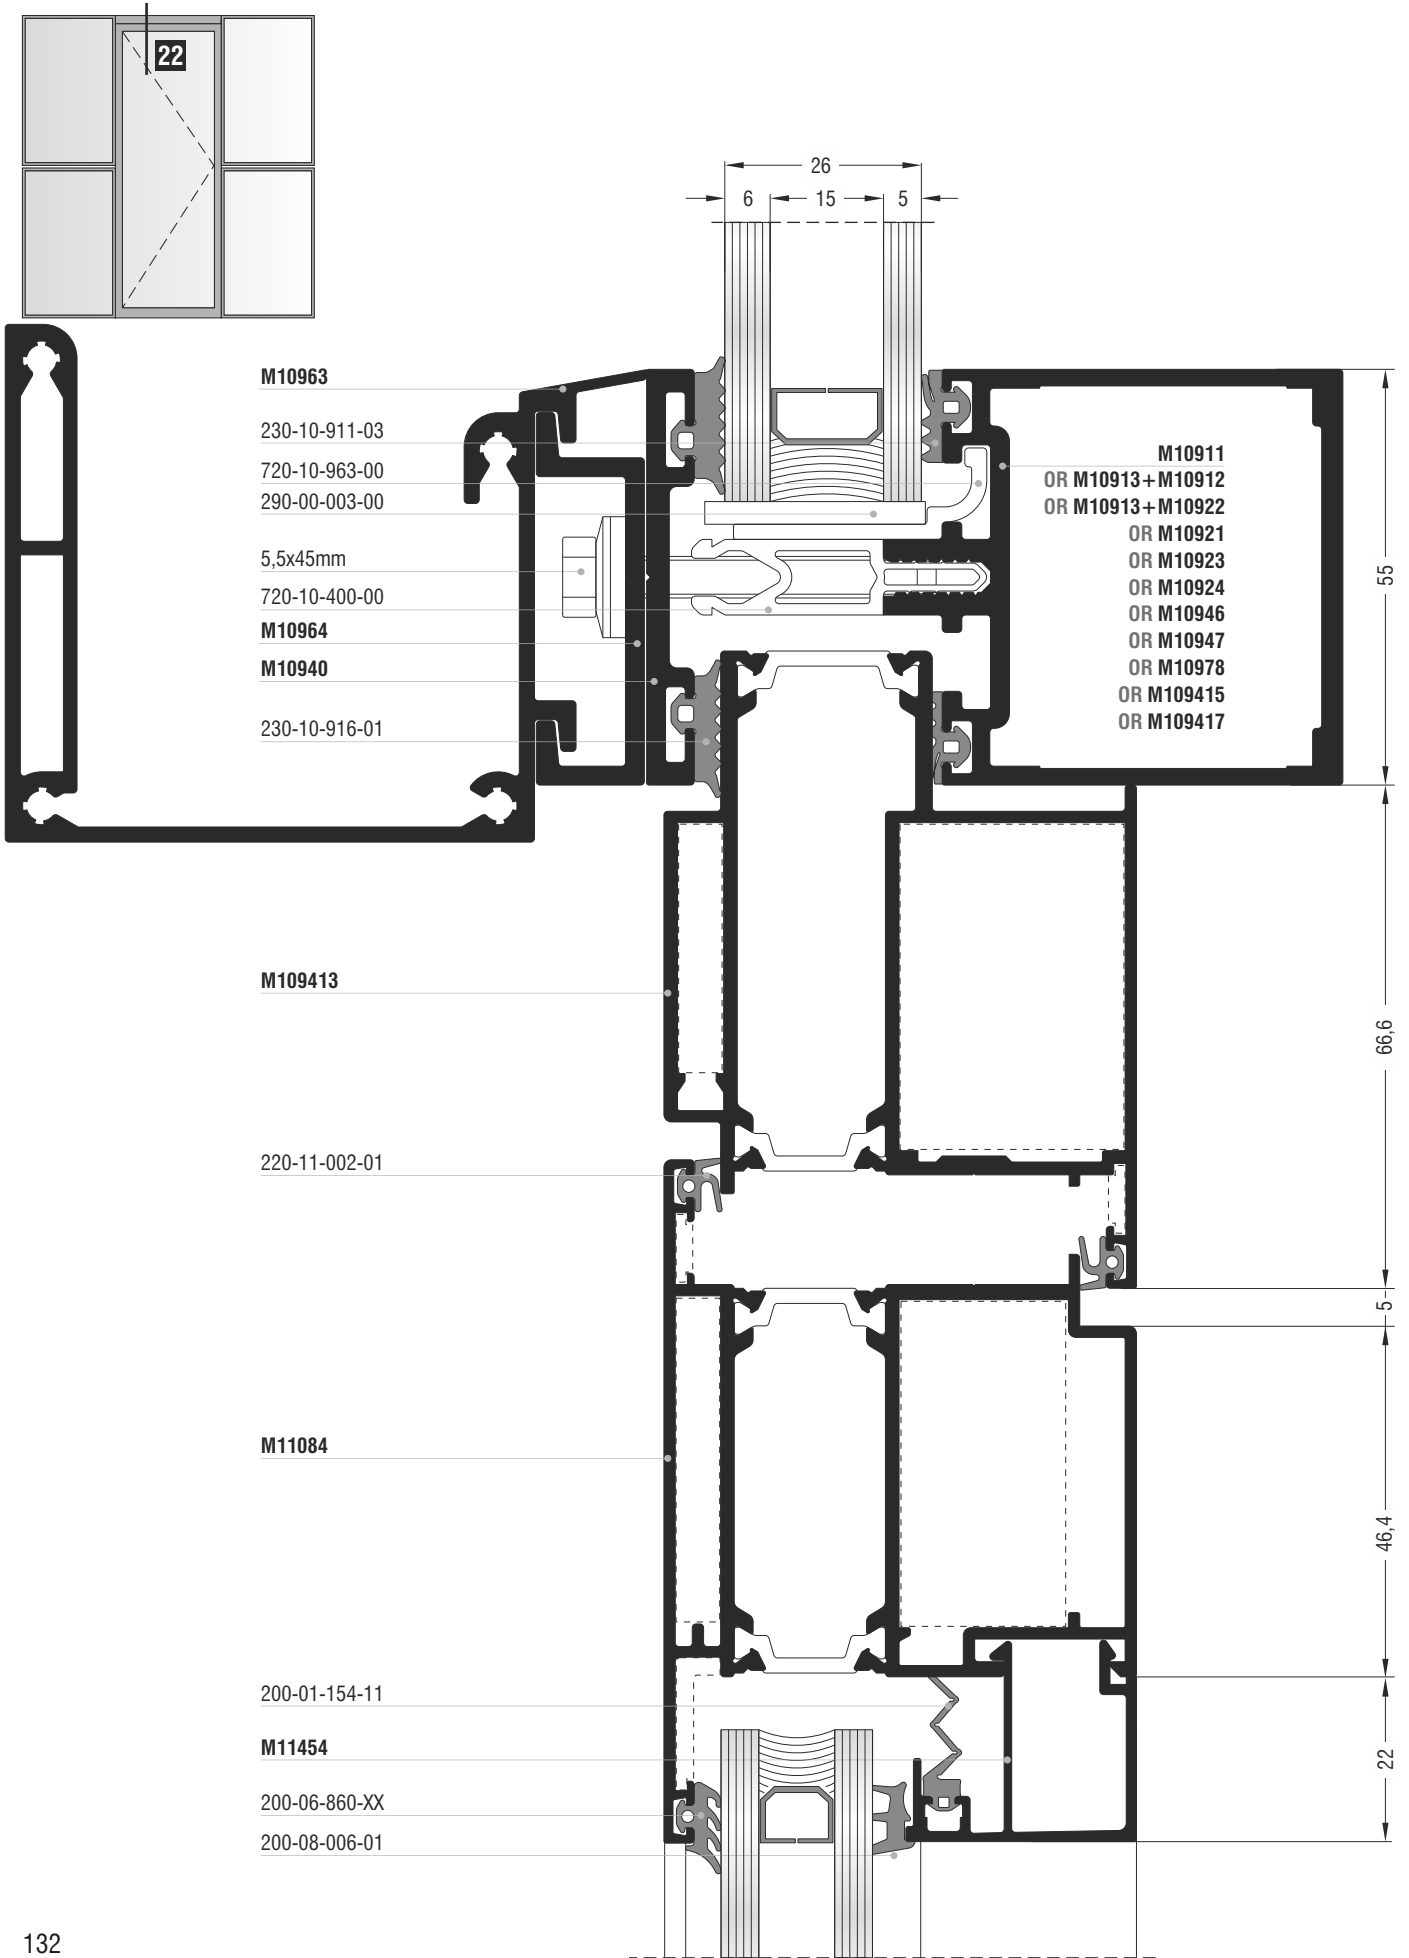 22
26
6
15
5
M10963
230-10-911-03
720-10-963-00
290-00-003-00
5,5x45mm
720-10-400-00
M10964
M10940
230-10-916-01
M10911
OR M10913+M10912
OR M10913+M10922
OR M10921
OR M10923
OR M10924
OR M10946
OR M10947
OR M10978
OR M109415
OR M109417
55
M109413
66,6
220-11-002-01
5
M11084
46,4
200-01-154-11
M11454
200-06-860-XX
200-08-006-01
22
132